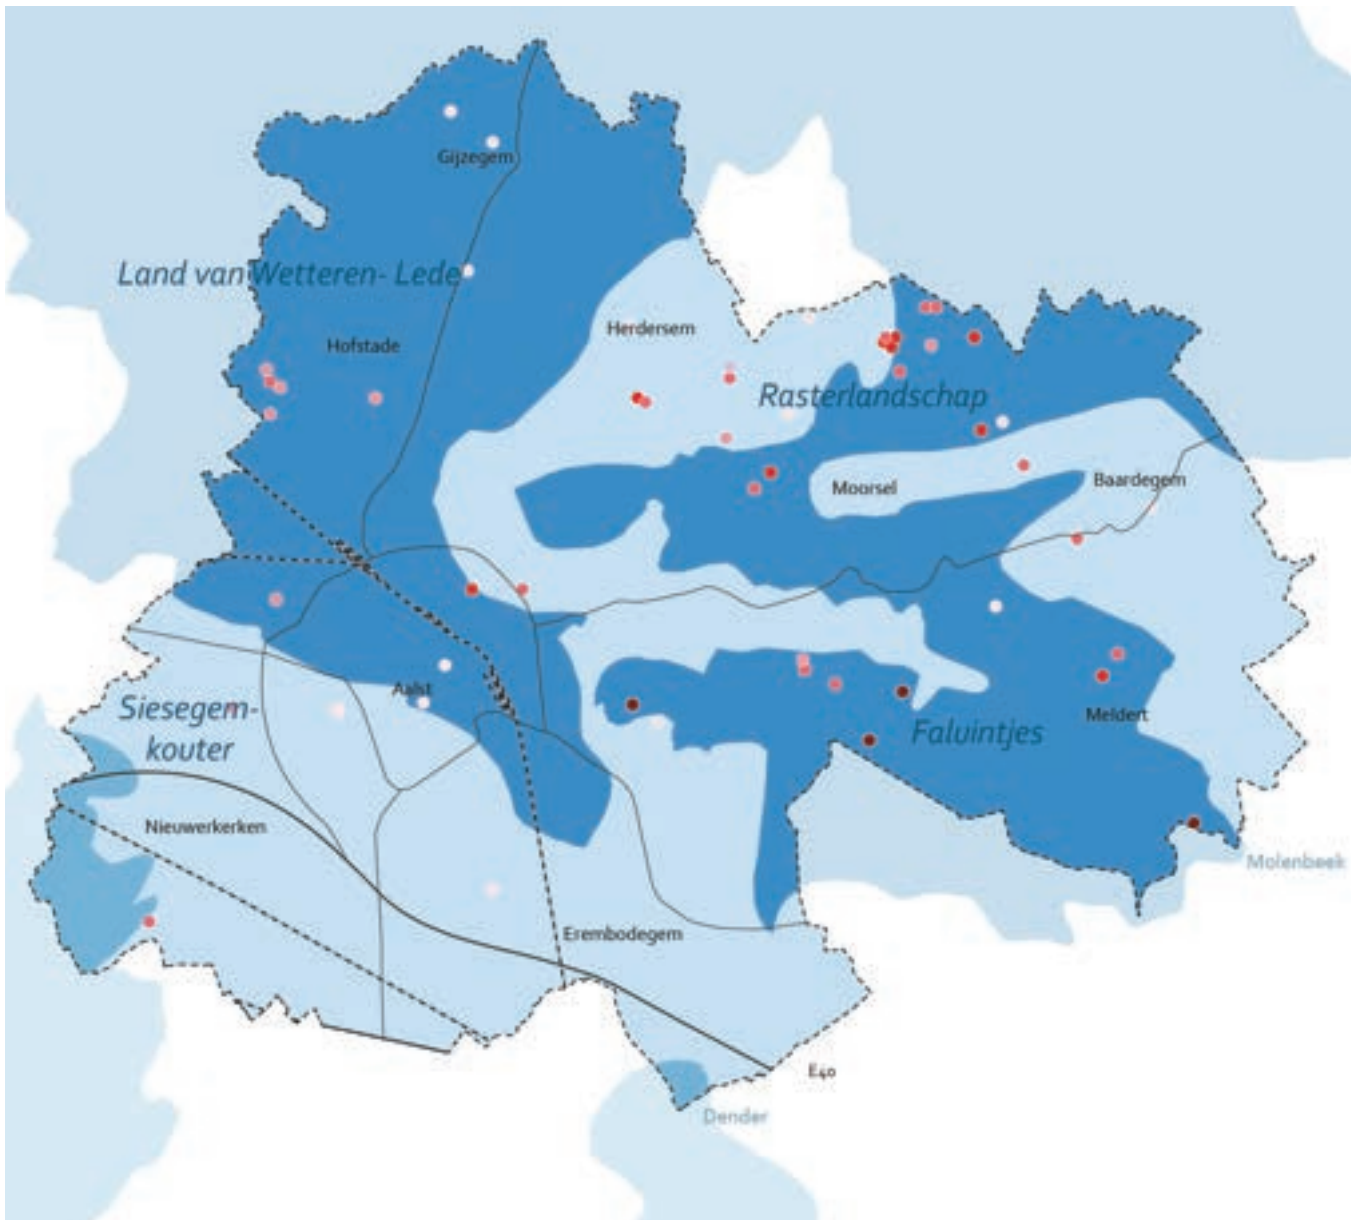 Gijzegem
Land van Wetteren- Lede
Herdersem
Hofstade
Rasterlandschap
Moorsel
Baardegem
Aalst
Siesegem-
kouter
Meldert
Faluintjes
Nieuwerkerken
Molenbeek
Erembodegem
E40
Dender